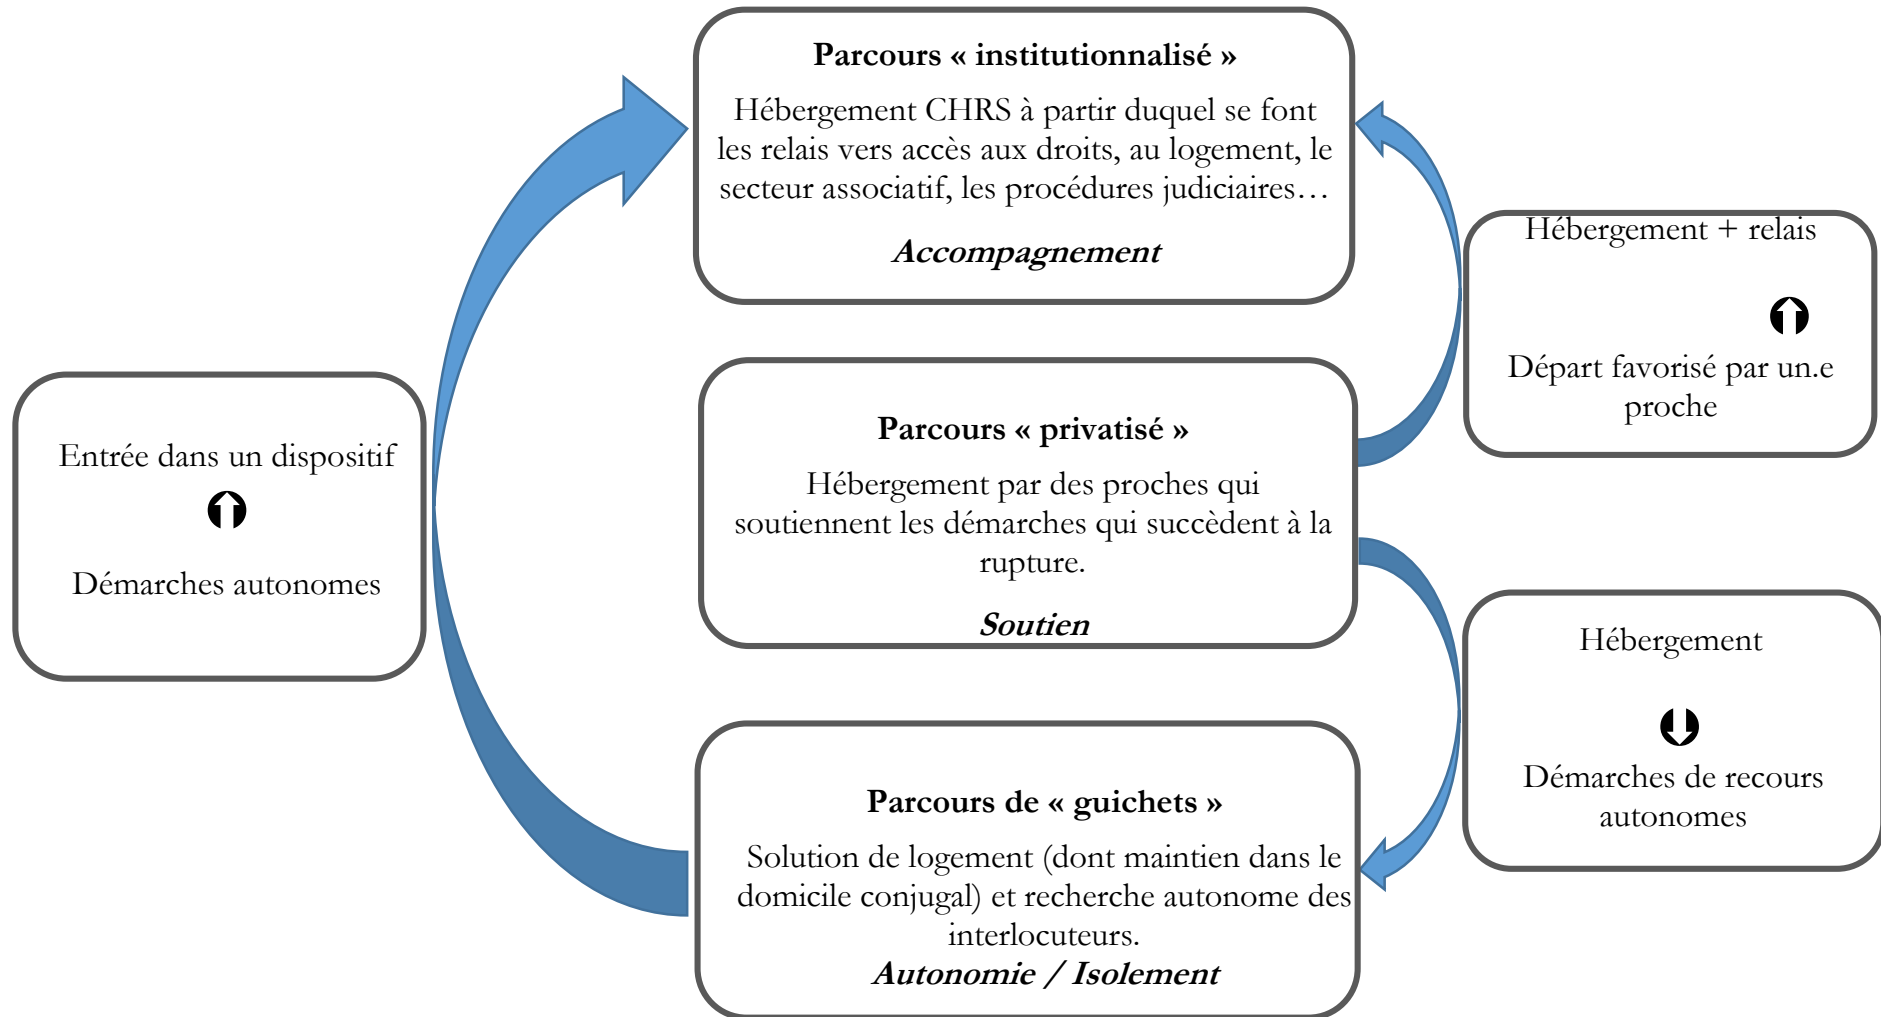 Parcours « institutionnalisé »
Hébergement CHRS à partir duquel se font
les relais vers accès aux droits, au logement, le
secteur associatif, les procédures judiciaires…
Accompagnement
Hébergement + relais
Départ favorisé par un.e
proche
Entrée dans un dispositif
Démarches autonomes
Parcours « privatisé »
Hébergement par des proches qui
soutiennent les démarches qui succèdent à la
rupture.
Soutien
Hébergement
Démarches de recours
autonomes
Parcours de « guichets »
Solution de logement (dont maintien dans le
domicile conjugal) et recherche autonome des
interlocuteurs.
Autonomie / Isolement